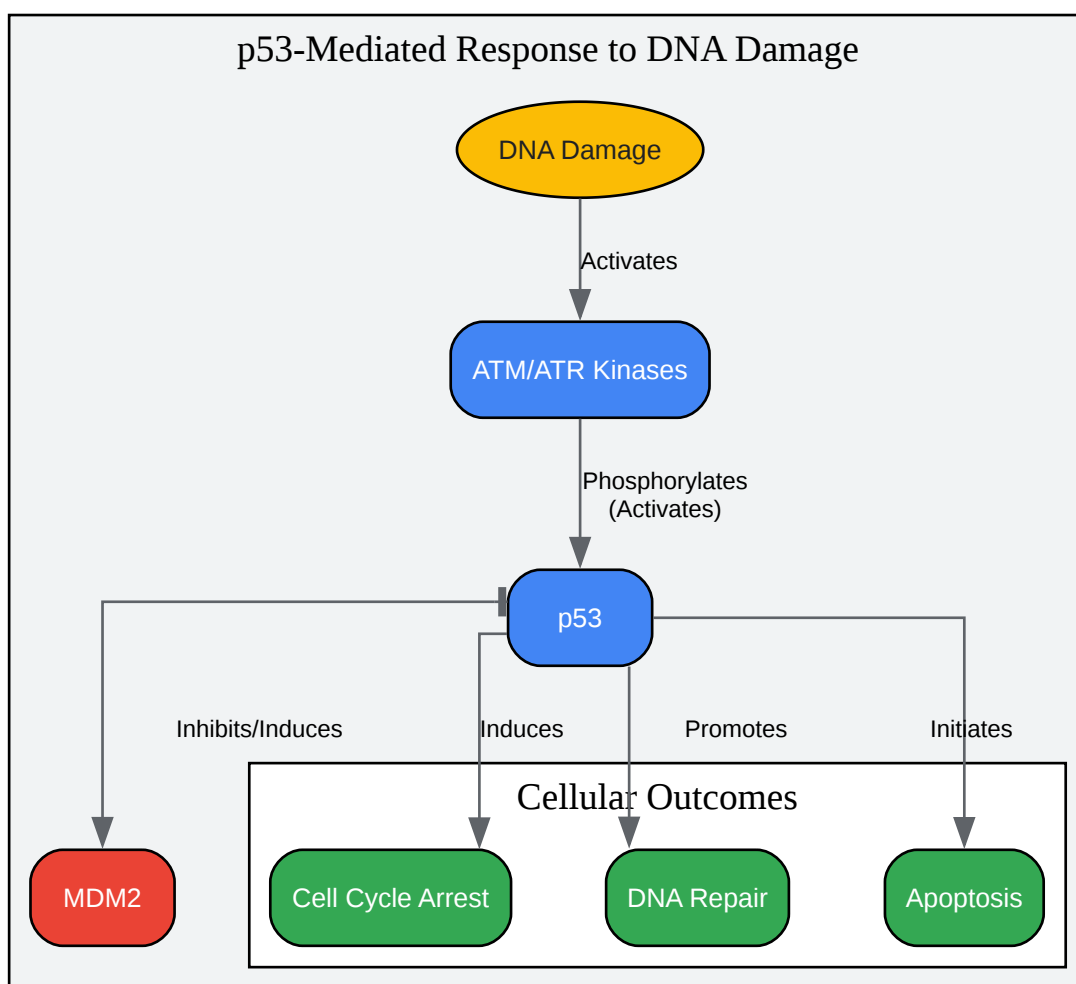 p53-Mediated Response to DNA Damage
DNA Damage
Activates
ATM/ATR Kinases
Phosphorylates
(Activates)
p53
Inhibits/Induces
Induces
Promotes
Initiates
Cellular Outcomes
MDM2
Cell Cycle Arrest
DNA Repair
Apoptosis